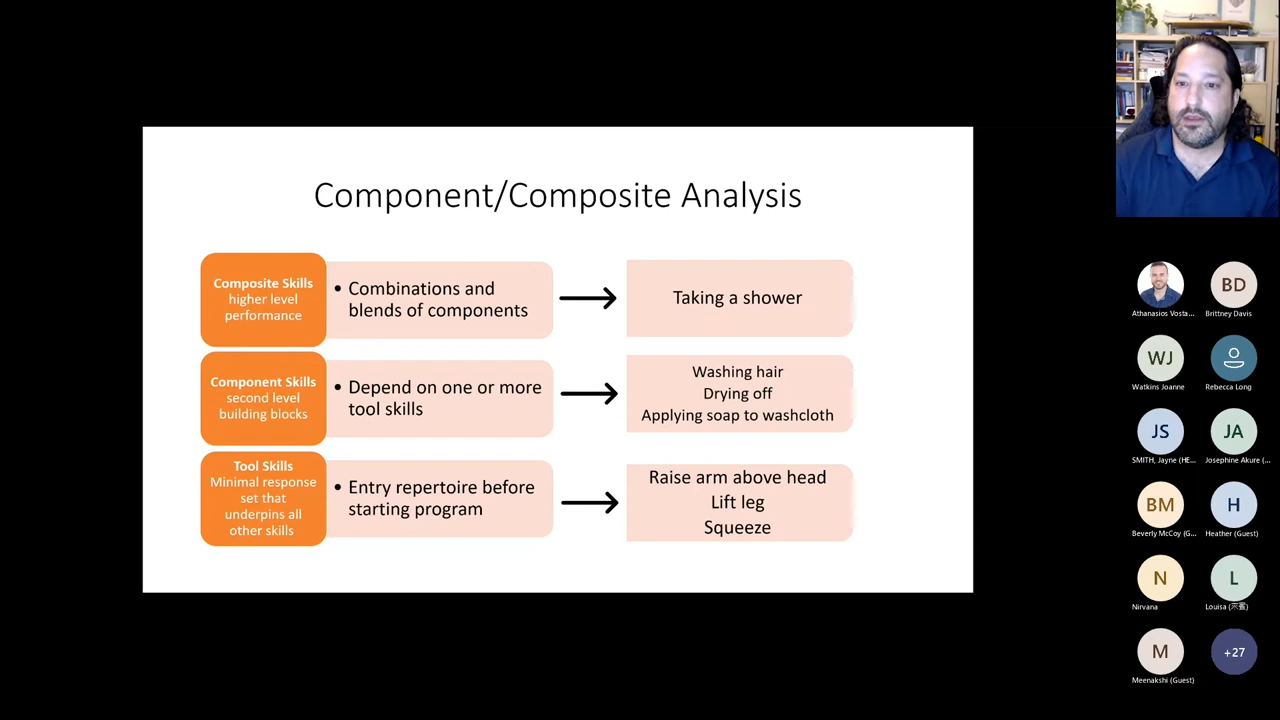 Component/Composite Analysis
Composite Skills
higher level
performance
• Combinations and
blends of components
Taking a shower
Component Skills
second level
building blocks
• Depend on one or more
tool skills
Washing hair
Drying off
Applying soap to washcloth
Tool Skills
Minimal response
set that
underpins all
other skills
• Entry repertoire before
starting program
Raise arm above head
Lift leg
Squeeze
Athanasios Vosta...
BD
Brittney Davis
WJ
Watkins Joanne
Rebecca Long
JS
SMITH, Jayne (HE...
JA
Josephine Akure (...
BM
Beverly McCoy (G...
H
Heather (Guest)
N
Nirvana
L
Louisa (來賓)
M
Meenakshi (Guest)
+27